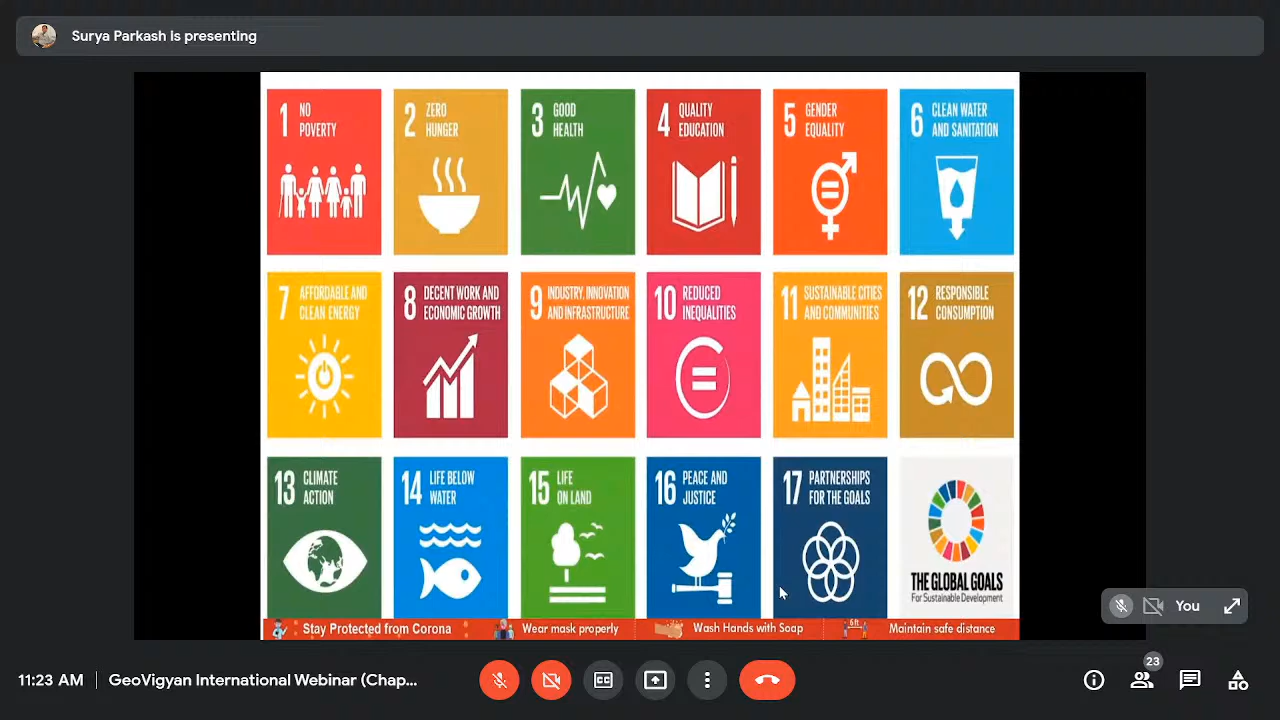 Surya Parkash is presenting
1 NO
POVERTY
2 ZERO
HUNGER
3 GOOD
HEALTH
4 QUALITY
EDUCATION
5 GENDER
EQUALITY
6 CLEAN WATER
AND SANITATION
7 AFFORDABLE AND
CLEAN ENERGY
8 DECENT WORK AND
ECONOMIC GROWTH
9 INDUSTRY, INNOVATION
AND INFRASTRUCTURE
10 REDUCED
INEQUALITIES
11 SUSTAINABLE CITIES
AND COMMUNITIES
12 RESPONSIBLE
CONSUMPTION
13 CLIMATE
ACTION
14 LIFE BELOW
WATER
15 LIFE
ON LAND
16 PEACE AND
JUSTICE
17 PARTNERSHIPS
FOR THE GOALS
THE GLOBAL GOALS
For Sustainable Development
Stay Protected from Corona
Wear mask properly
Wash Hands with Soap
6 ft
Maintain safe distance
You
11:23 AM
GeoVigyan International Webinar (Chap...
CC
23